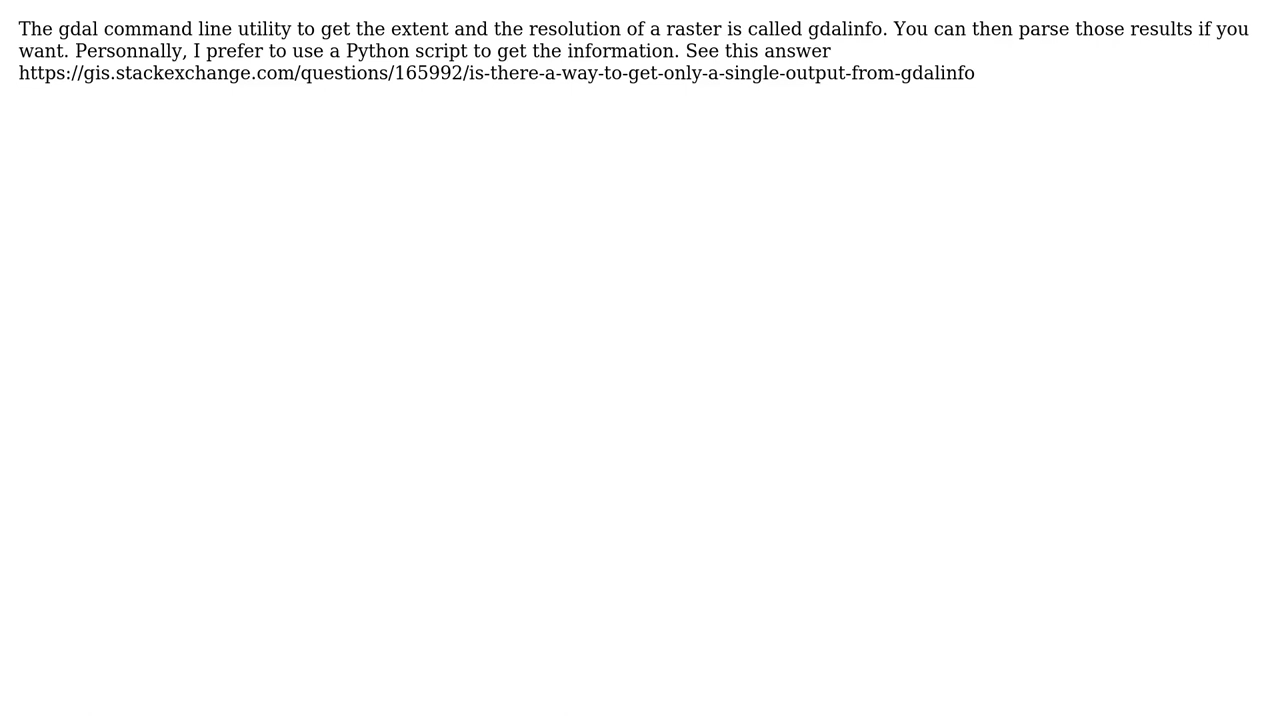 The gdal command line utility to get the extent and the resolution of a raster is called gdalinfo. You can then parse those results if you
want. Personnally, I prefer to use a Python script to get the information. See this answer
https://gis.stackexchange.com/questions/165992/is-there-a-way-to-get-only-a-single-output-from-gdalinfo